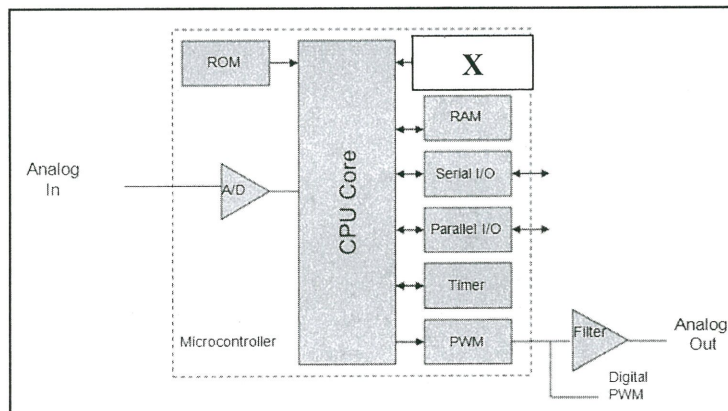 ROM
X
RAM
Analog
In
A/D
CPU Core
Serial I/O
Parallel I/O
Timer
Microcontroller
PWM
Filter
Analog
Out
Digital
PWM